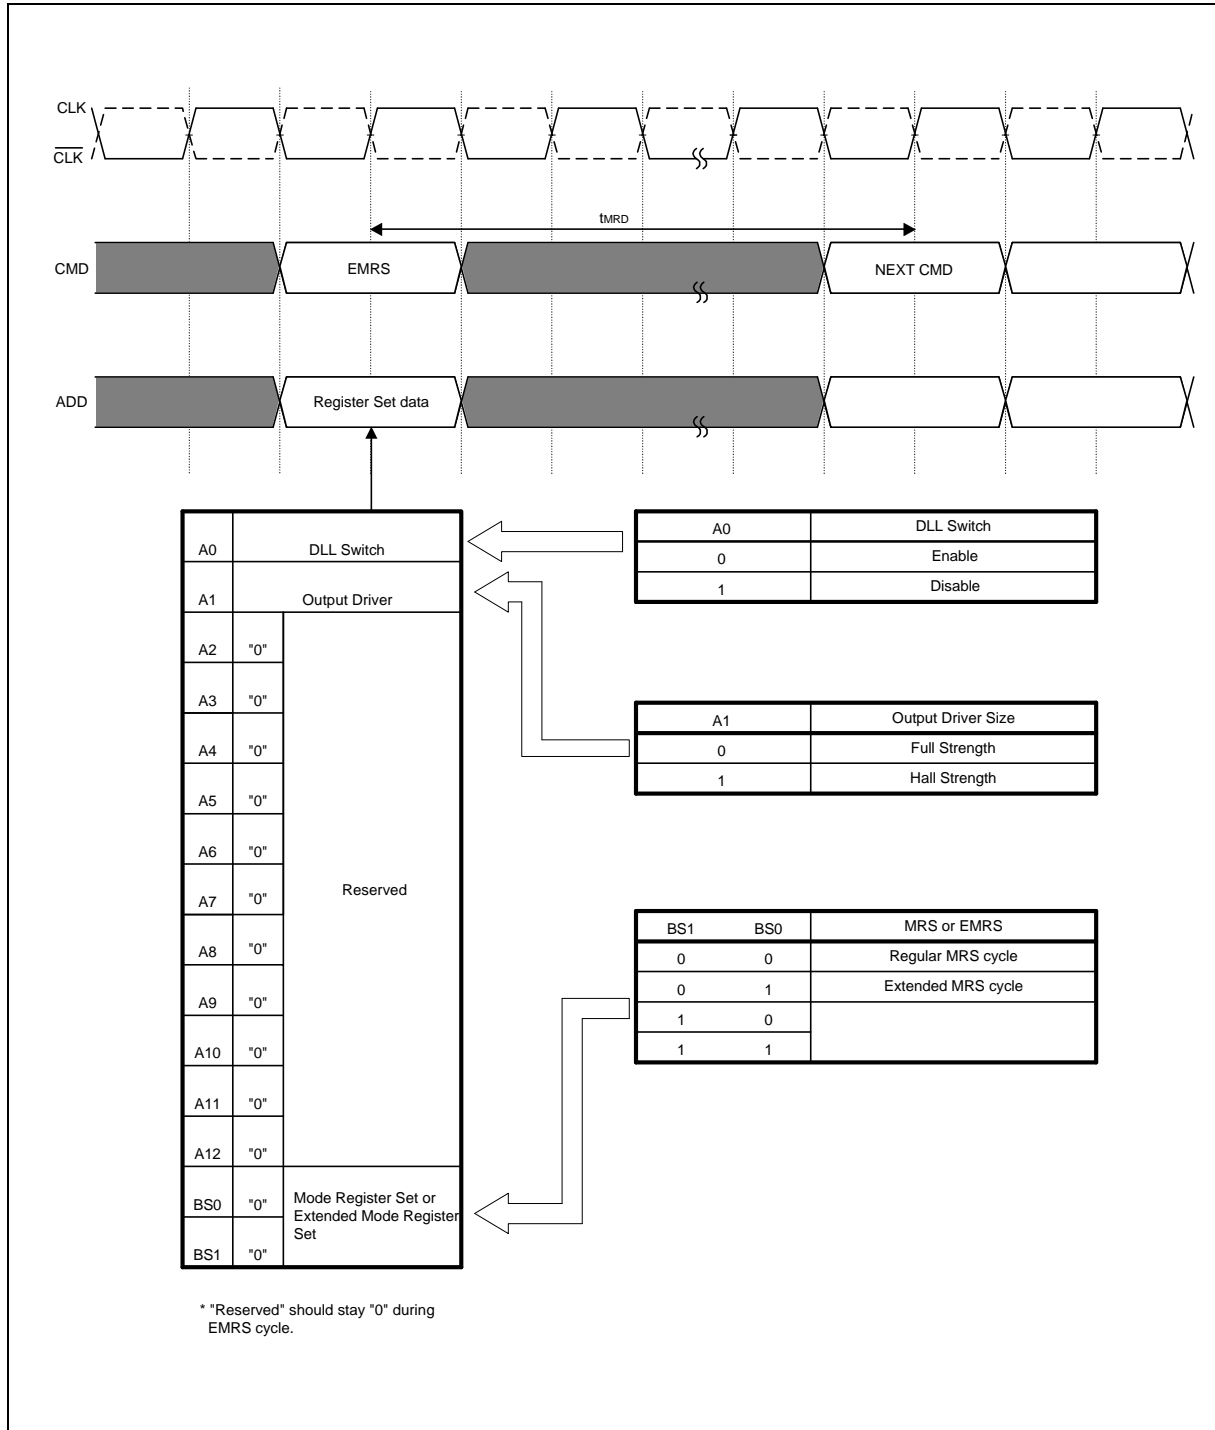 CLK
CLK
tMRD
CMD
EMRS
NEXT CMD
ADD
Register Set data
A0 DLL Switch
A1 Output Driver
A2 "0"
A3 "0"
A4 "0"
A5 "0"
A6 "0"
A7 "0"
Reserved
A8 "0"
A9 "0"
A10 "0"
A11 "0"
A12 "0"
BS0 "0"
BS1 "0"
Mode Register Set or
Extended Mode Register
Set
A0 DLL Switch
0 Enable
1 Disable
A1 Output Driver Size
0 Full Strength
1 Hall Strength
BS1 BS0 MRS or EMRS
0 0 Regular MRS cycle
0 1 Extended MRS cycle
1 0
1 1
* "Reserved" should stay "0" during
EMRS cycle.